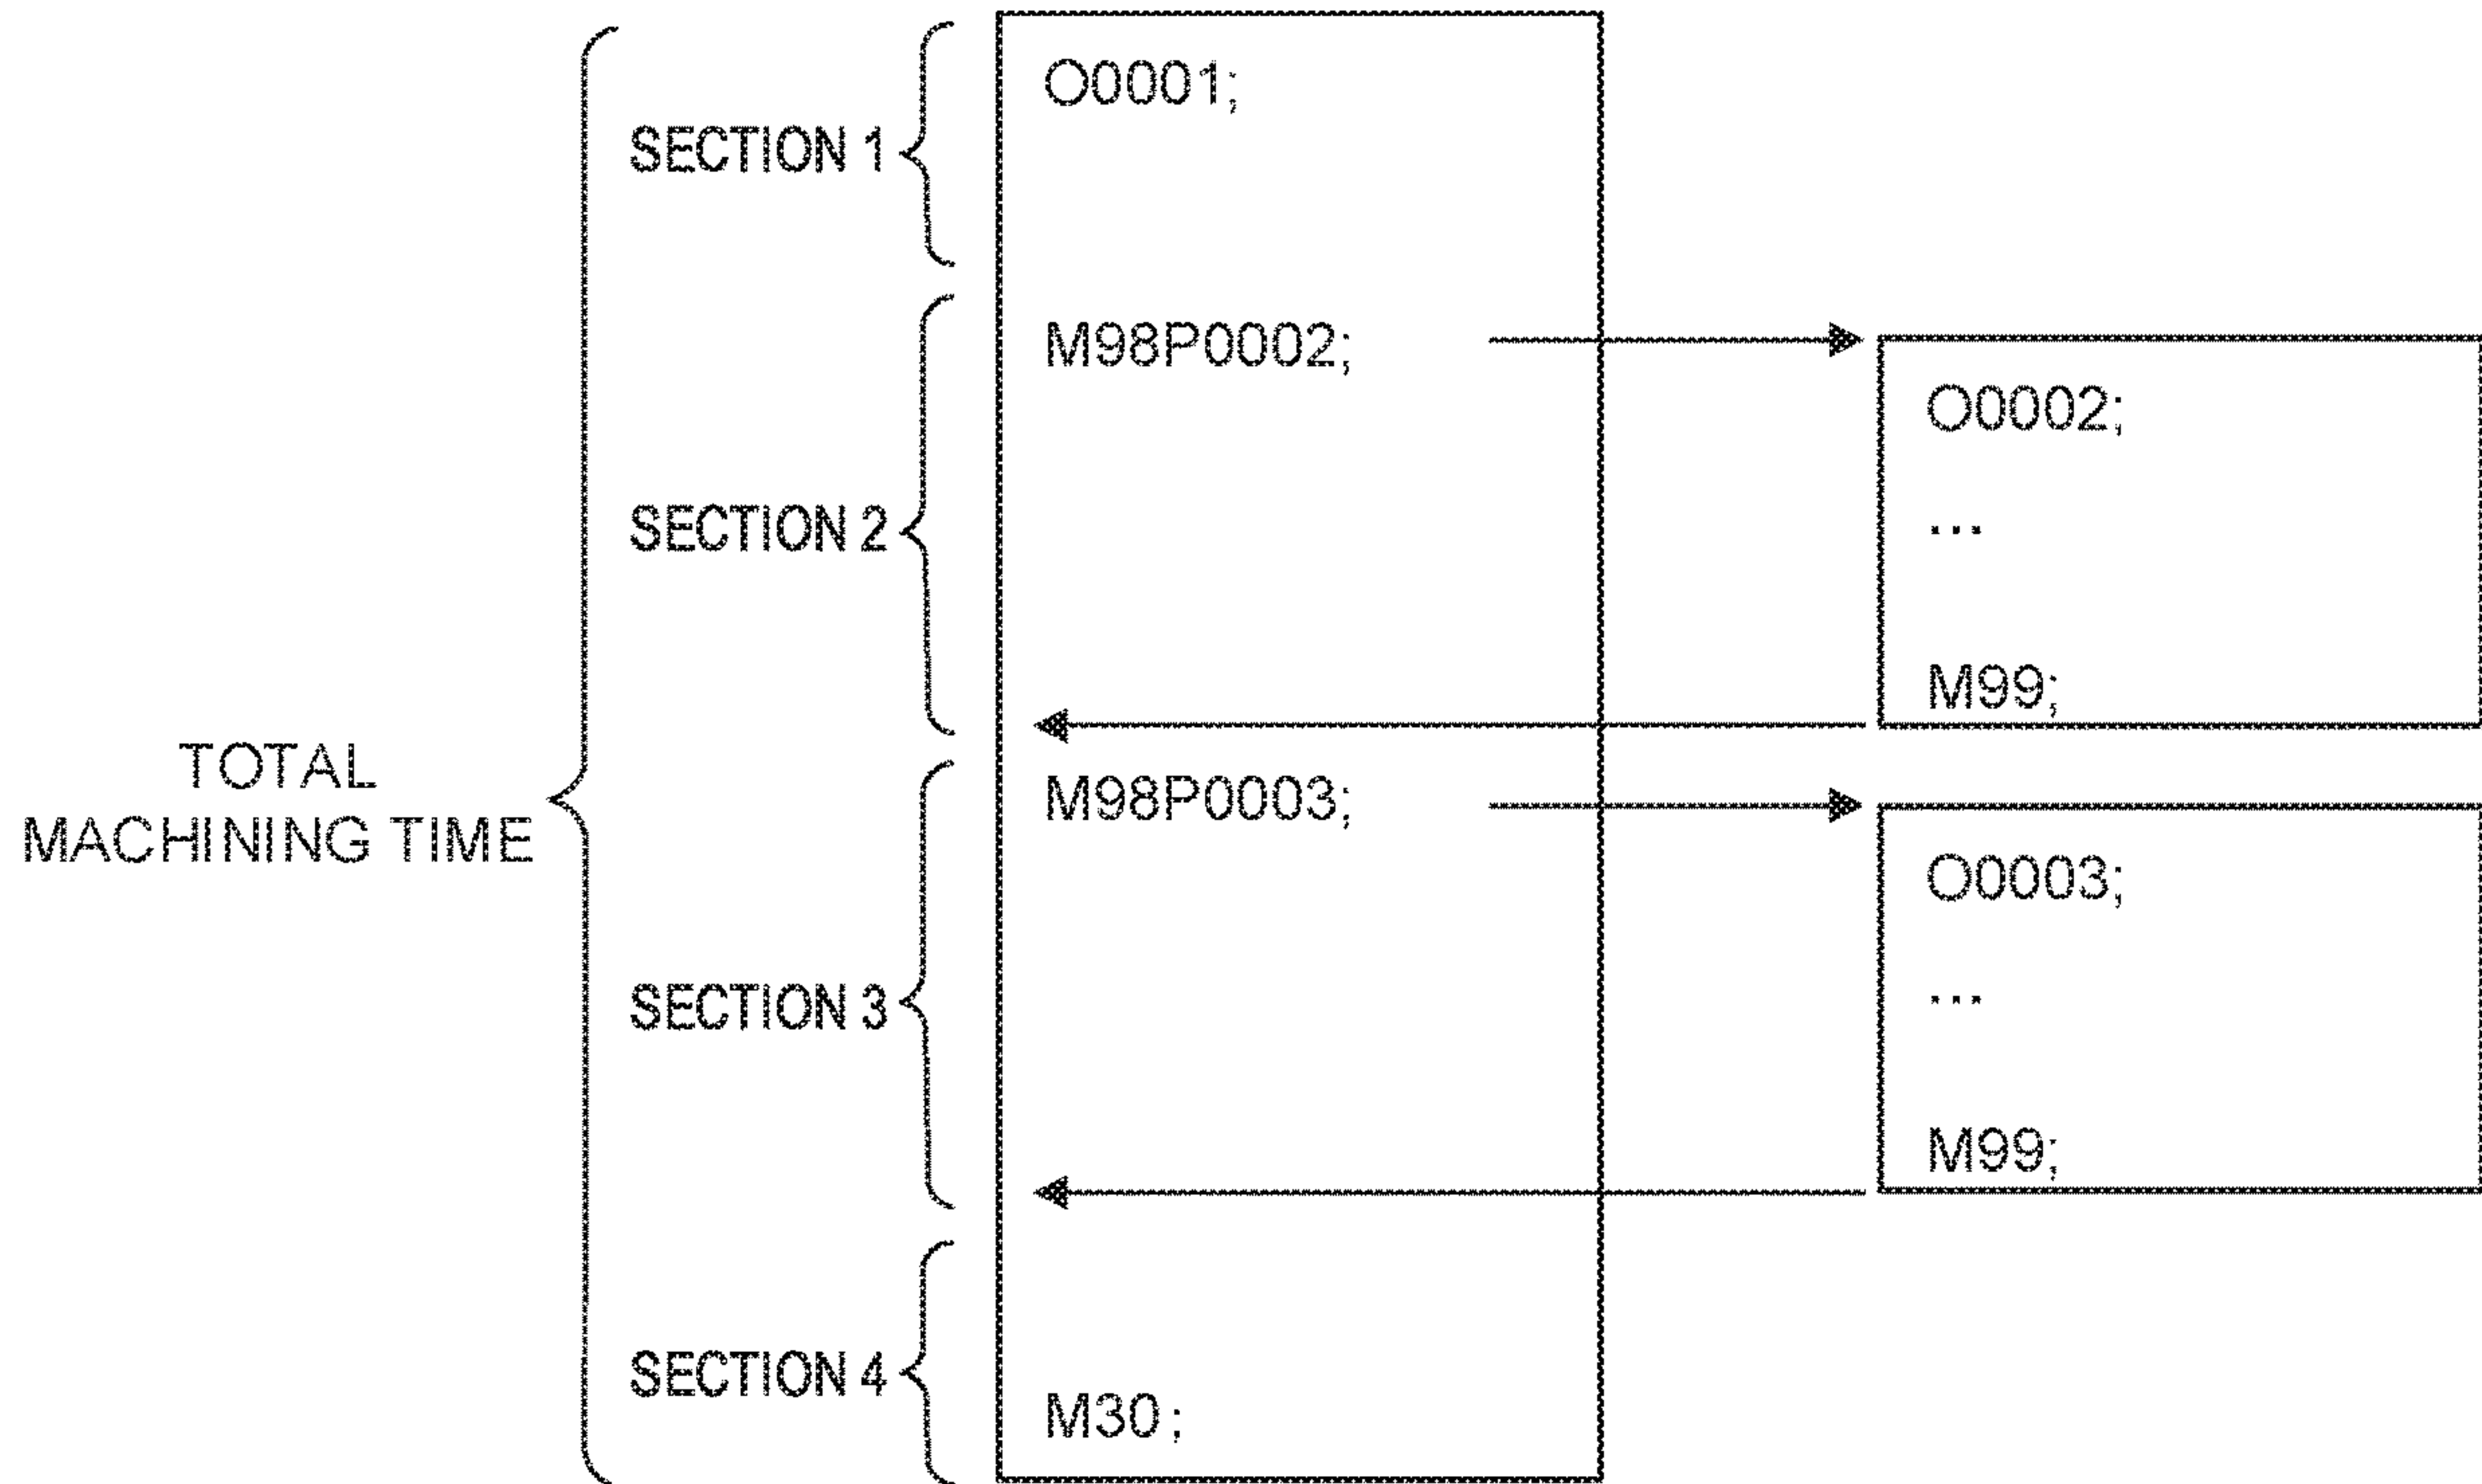 O0001;
SECTION 1
M98P0002;
O0002;
SECTION 2
...
M99;
TOTAL
MACHINING TIME
M98P0003;
O0003;
SECTION 3
...
M99;
SECTION 4
M30;